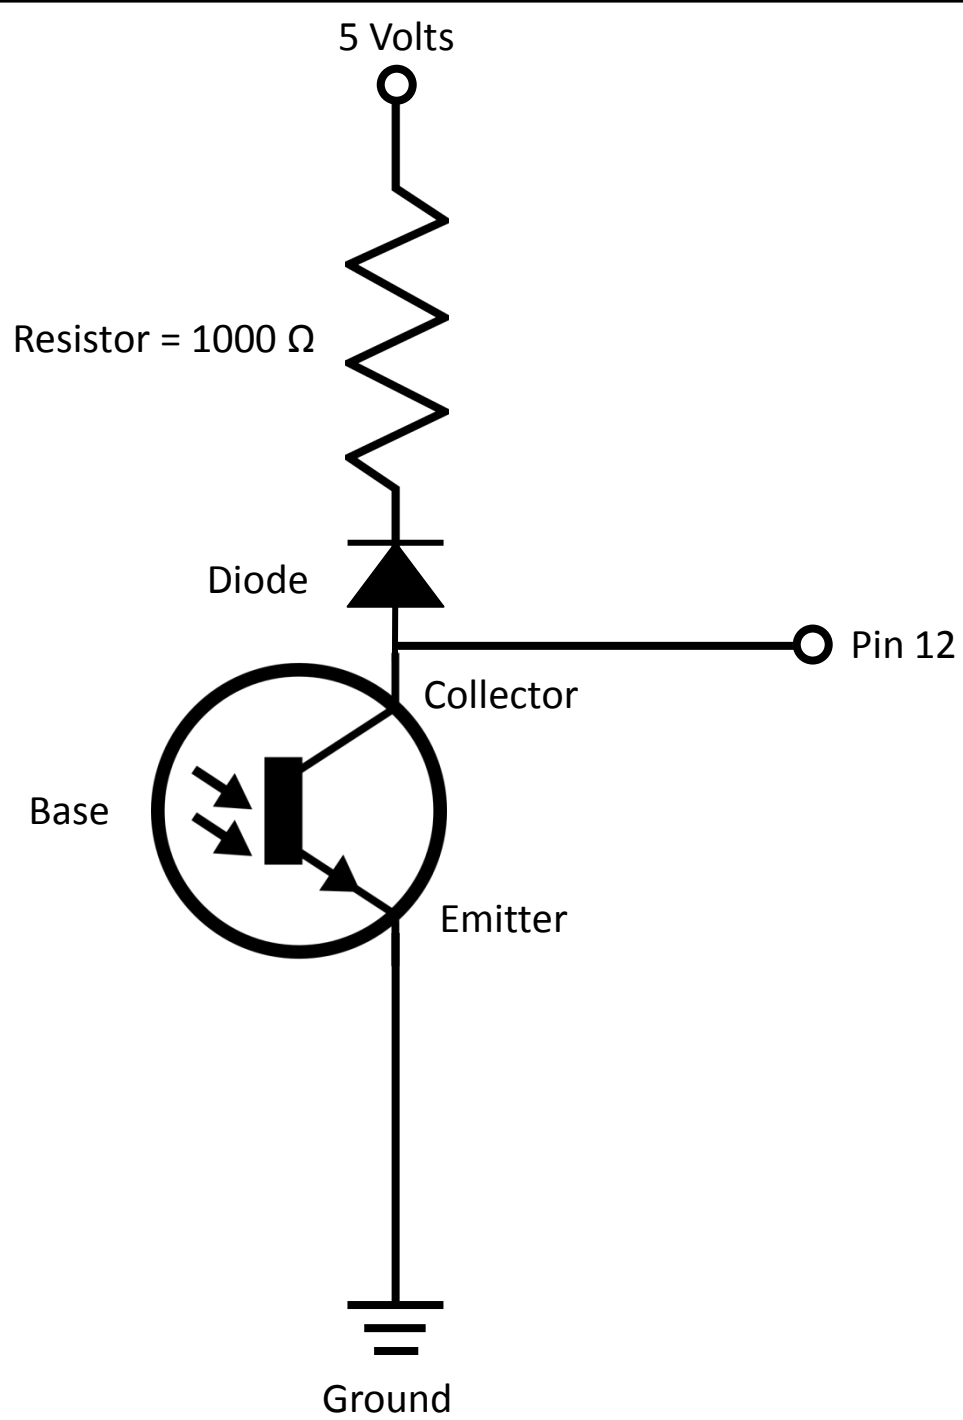 5 Volts
Resistor = 1000 Ω
Diode
Pin 12
Collector
Base
Emitter
Ground